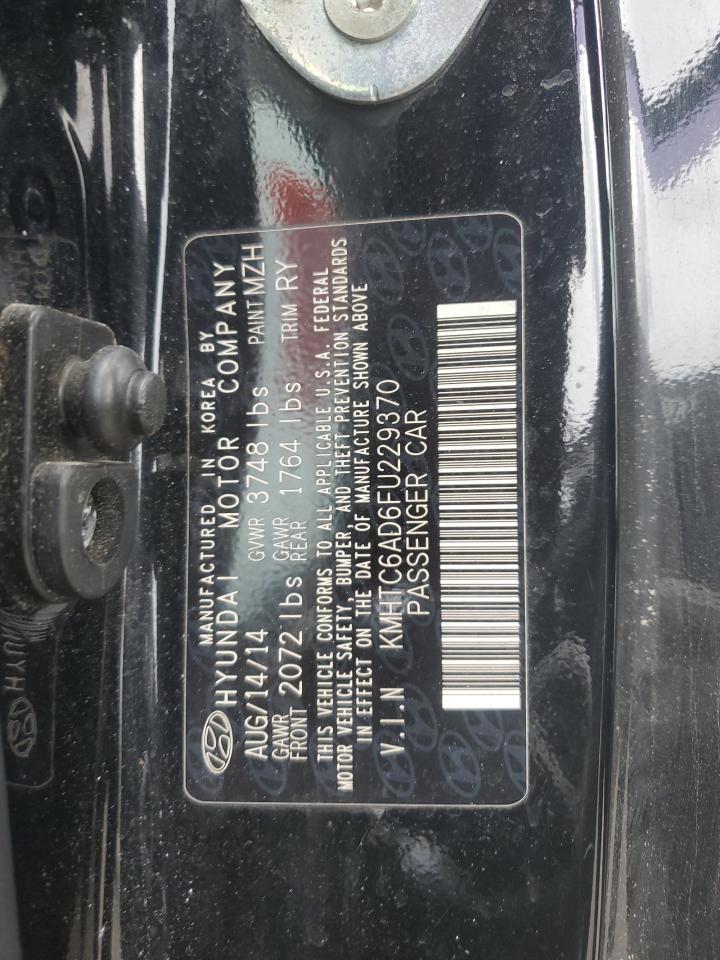 MANUFACTURED IN KOREA BY
HYUNDAI MOTOR COMPANY
AUG/14/14 GVWR 3748 lbs PAINT MZH
GAWR FRONT 2072 lbs GAWR REAR 1764 lbs TRIM RY
THIS VEHICLE CONFORMS TO ALL APPLICABLE U.S.A. FEDERAL
MOTOR VEHICLE SAFETY, BUMPER, AND THEFT PREVENTION STANDARDS
IN EFFECT ON THE DATE OF MANUFACTURE SHOWN ABOVE
V.I.N KMHTC6AD6FU229370
PASSENGER CAR